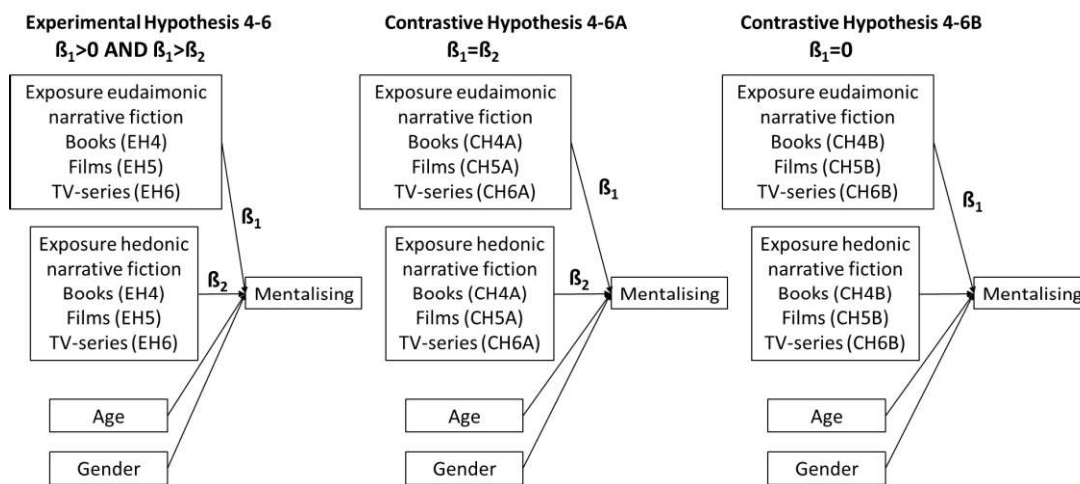 Experimental Hypothesis 4-6
ß₁>0 AND ß₁>ß₂
Exposure eudaimonic
narrative fiction
Books (EH4)
Films (EH5)
TV-series (EH6)
ß₁
Exposure hedonic
narrative fiction
Books (EH4)
Films (EH5)
TV-series (EH6)
ß₂
Mentalising
Age
Gender
Contrastive Hypothesis 4-6A
ß₁=ß₂
Exposure eudaimonic
narrative fiction
Books (CH4A)
Films (CH5A)
TV-series (CH6A)
ß₁
Exposure hedonic
narrative fiction
Books (CH4A)
Films (CH5A)
TV-series (CH6A)
ß₂
Mentalising
Age
Gender
Contrastive Hypothesis 4-6B
ß₁=0
Exposure eudaimonic
narrative fiction
Books (CH4B)
Films (CH5B)
TV-series (CH6B)
ß₁
Exposure hedonic
narrative fiction
Books (CH4B)
Films (CH5B)
TV-series (CH6B)
Mentalising
Age
Gender